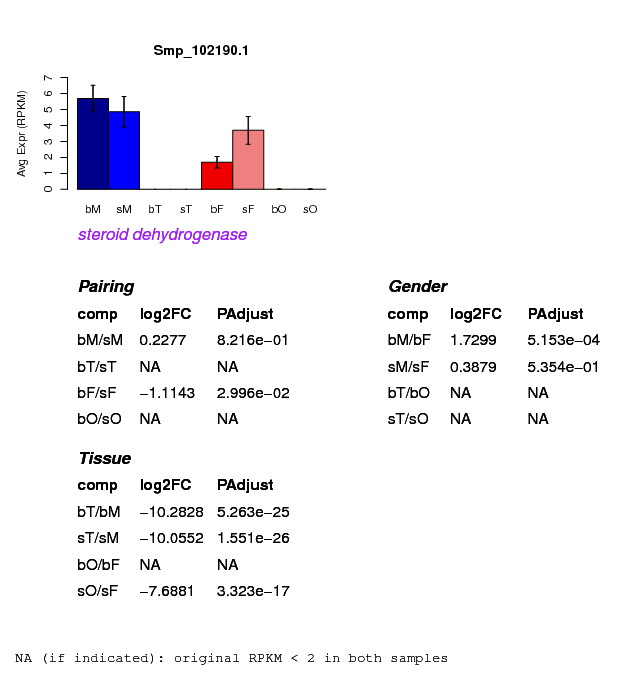 Smp_102190.1
Avg Expr (RPKM)
7
6
5
4
3
2
1
0
bM sM bT sT bF sF bO sO
steroid dehydrogenase
Pairing
comp log2FC PAdjust
bM/sM 0.2277 8.216e−01
bT/sT NA NA
bF/sF −1.1143 2.996e−02
bO/sO NA NA
Gender
comp log2FC PAdjust
bM/bF 1.7299 5.153e−04
sM/sF 0.3879 5.354e−01
bT/bO NA NA
sT/sO NA NA
Tissue
comp log2FC PAdjust
bT/bM −10.2828 5.263e−25
sT/sM −10.0552 1.551e−26
bO/bF NA NA
sO/sF −7.6881 3.323e−17
NA (if indicated): original RPKM < 2 in both samples